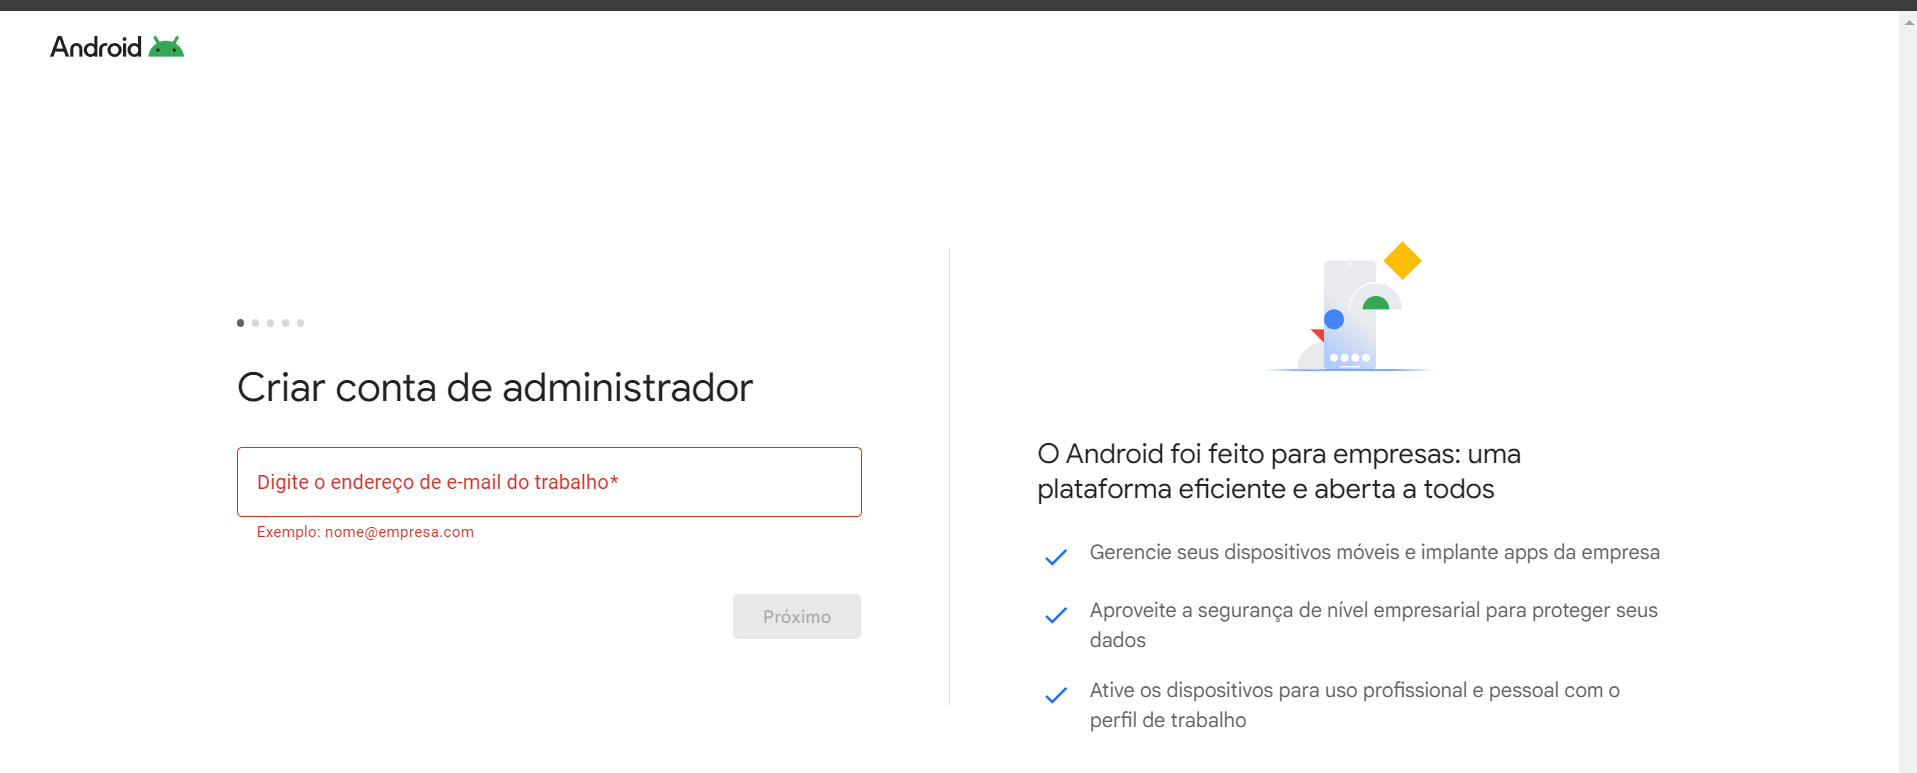 Android
Criar conta de administrador
Digite o endereço de e-mail do trabalho*
Exemplo: nome@empresa.com
Próximo
O Android foi feito para empresas: uma
plataforma eficiente e aberta a todos
Gerencie seus dispositivos móveis e implante apps da empresa
Aproveite a segurança de nível empresarial para proteger seus
dados
Ative os dispositivos para uso profissional e pessoal com o
perfil de trabalho